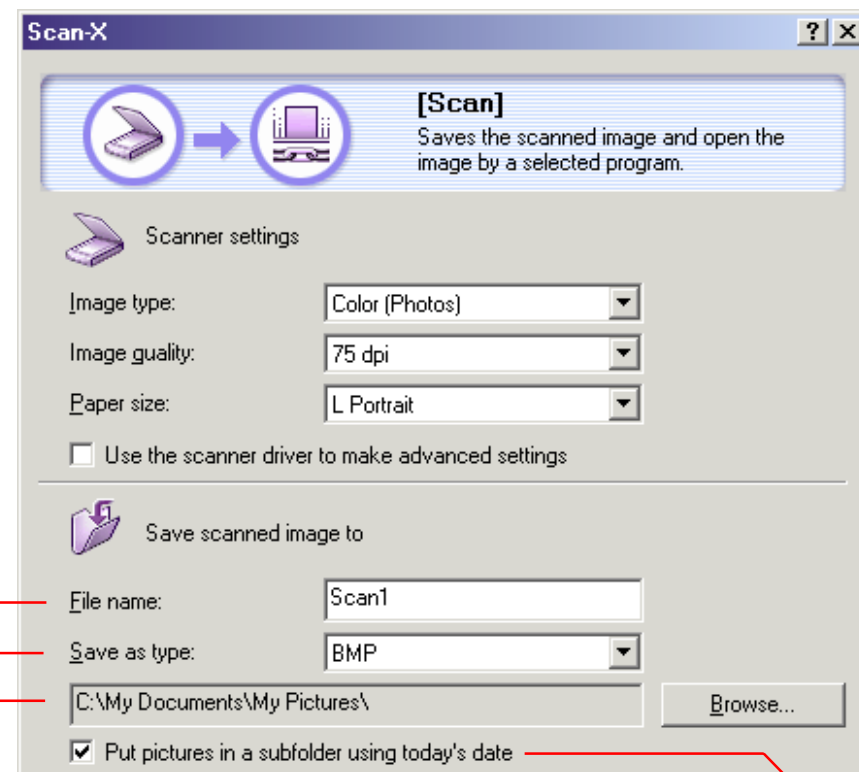 Scan-X
[Scan]
Saves the scanned image and open the
image by a selected program.
Scanner settings
Image type: Color (Photos)
Image guality: 75 dpi
Paper size: L Portrait
Use the scanner driver to make advanced settings
Save scanned image to
File name: Scan1
Save as type: BMP
C:\My Documents\My Pictures\ Browse...
Put pictures in a subfolder using today's date